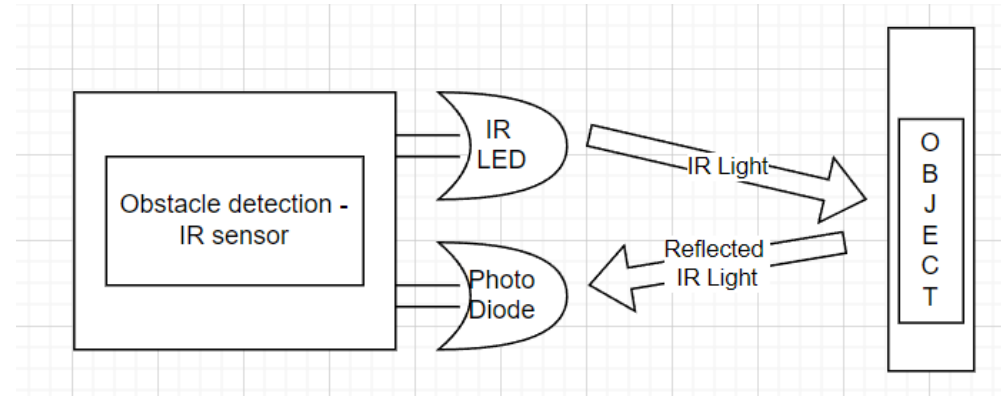 Obstacle detection -
IR sensor
IR
LED
Photo
Diode
IR Light
Reflected
IR Light
O
B
J
E
C
T